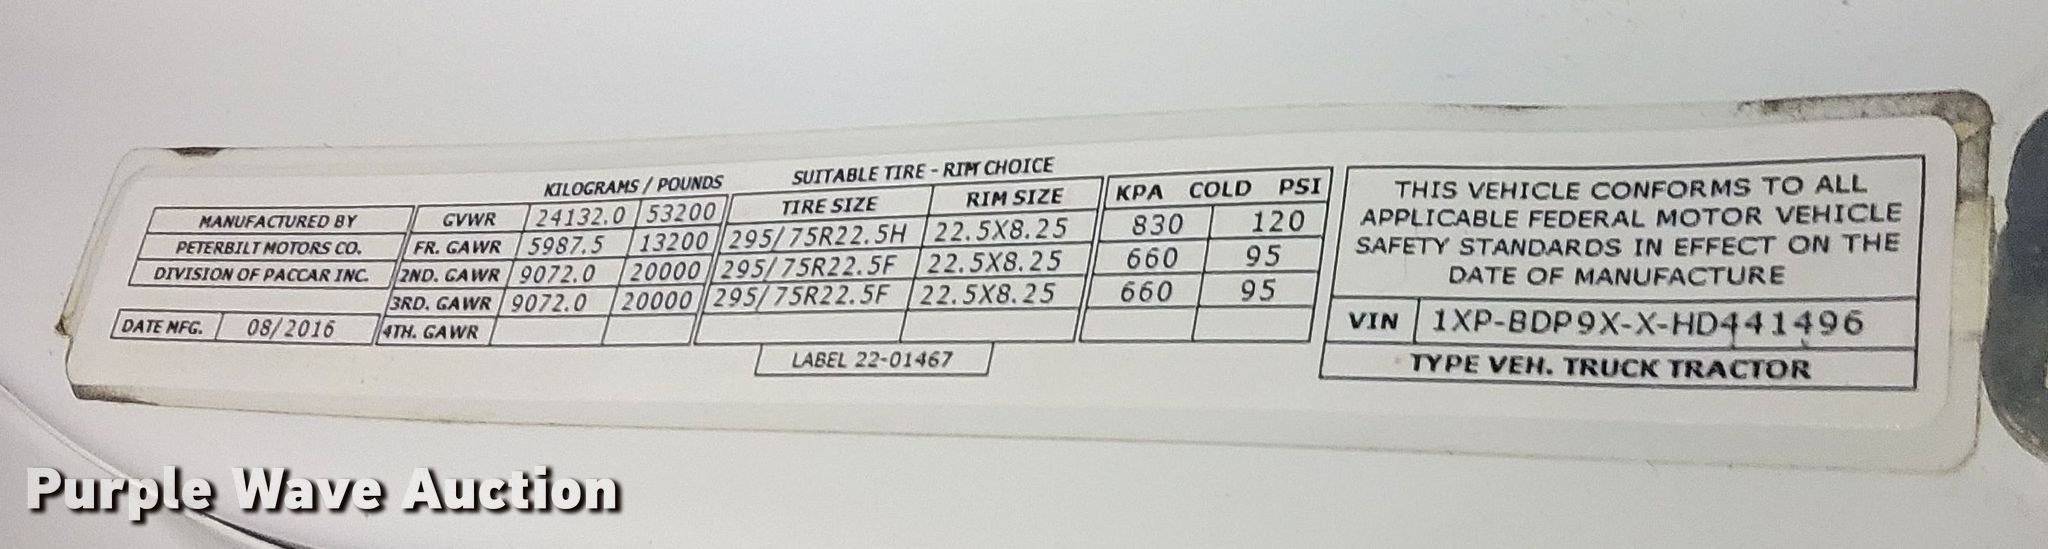 KILOGRAMS / POUNDS SUITABLE TIRE - RIM CHOICE
MANUFACTURED BY GVWR 24132.0 53200 TIRE SIZE RIM SIZE KPA COLD PSI
PETERBILT MOTORS CO. FR. GAWR 5987.5 13200 295/75R22.5H 22.5X8.25 830 120
DIVISION OF PACCAR INC. 2ND. GAWR 9072.0 20000 295/75R22.5F 22.5X8.25 660 95
3RD. GAWR 9072.0 20000 295/75R22.5F 22.5X8.25 660 95
DATE MFG. 08/2016 4TH. GAWR
LABEL 22-01467
THIS VEHICLE CONFORMS TO ALL
APPLICABLE FEDERAL MOTOR VEHICLE
SAFETY STANDARDS IN EFFECT ON THE
DATE OF MANUFACTURE
VIN 1XP-BDP9X-X-HD441496
TYPE VEH. TRUCK TRACTOR
Purple Wave Auction